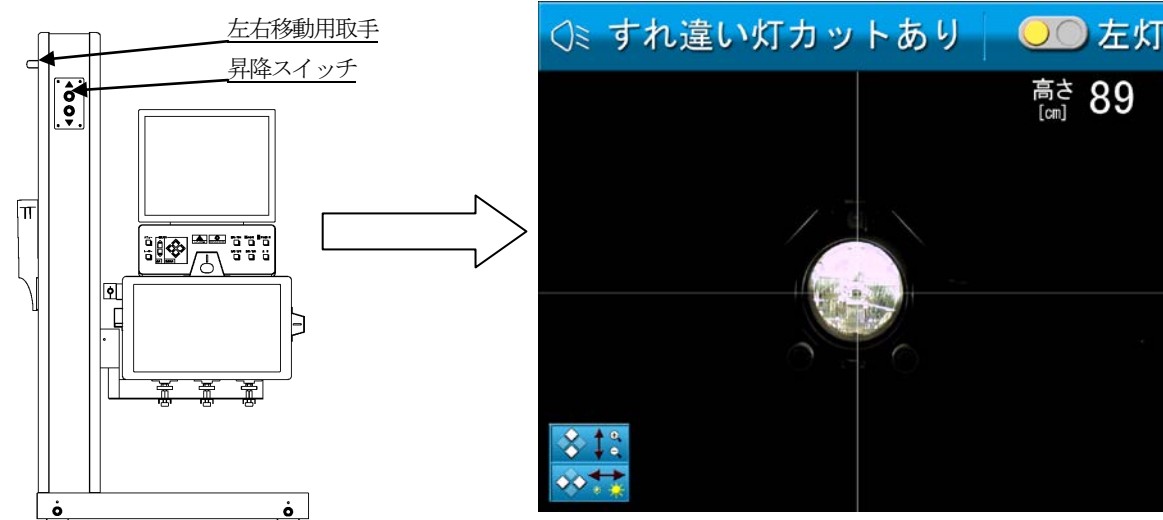 左右移動用取手
昇降スイッチ
すれ違い灯カットあり
左灯
高さ
[cm]
89